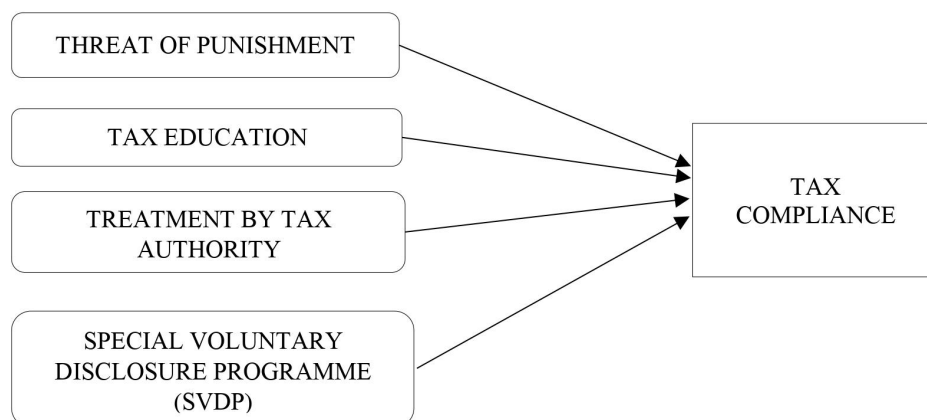 THREAT OF PUNISHMENT
TAX EDUCATION
TREATMENT BY TAX
AUTHORITY
SPECIAL VOLUNTARY
DISCLOSURE PROGRAMME
(SVDP)
TAX
COMPLIANCE